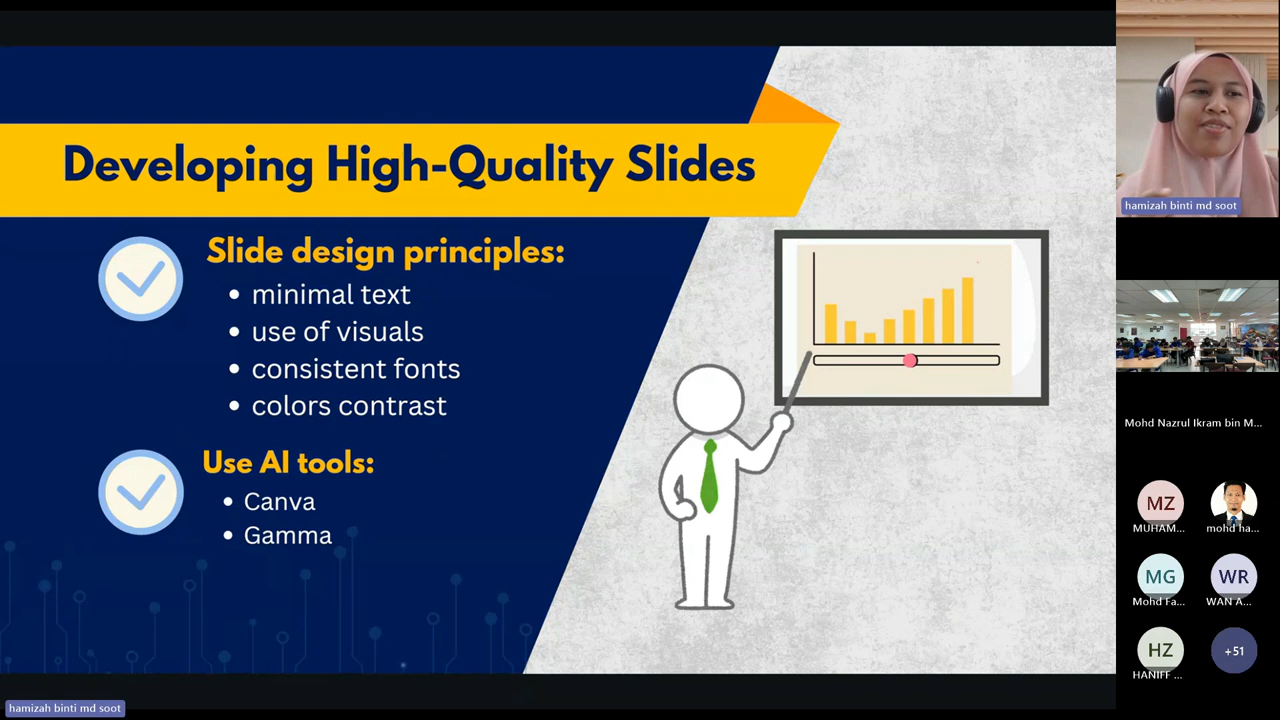 Developing High-Quality Slides
Slide design principles:
• minimal text
• use of visuals
• consistent fonts
• colors contrast
Use AI tools:
• Canva
• Gamma
hamizah binti md soot
hamizah binti md soot
Mohd Nazrul Ikram bin M...
MZ
MUHAM...
mohd ha...
MG
Mohd Fa...
WR
WAN A...
HZ
HANIFF ...
+51